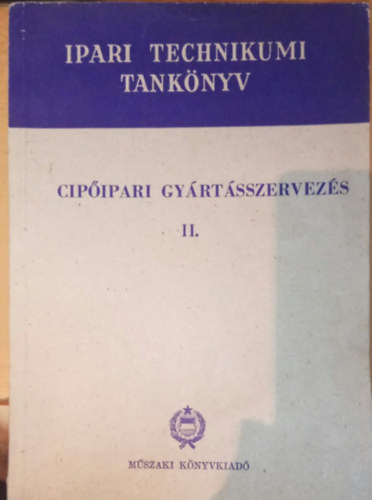 IPARI TECHNIKUMI
TANKÖNYV
CIPŐIPARI GYÁRTÁSSZERVEZÉS
II.
MŰSZAKI KÖNYVKIADÓ